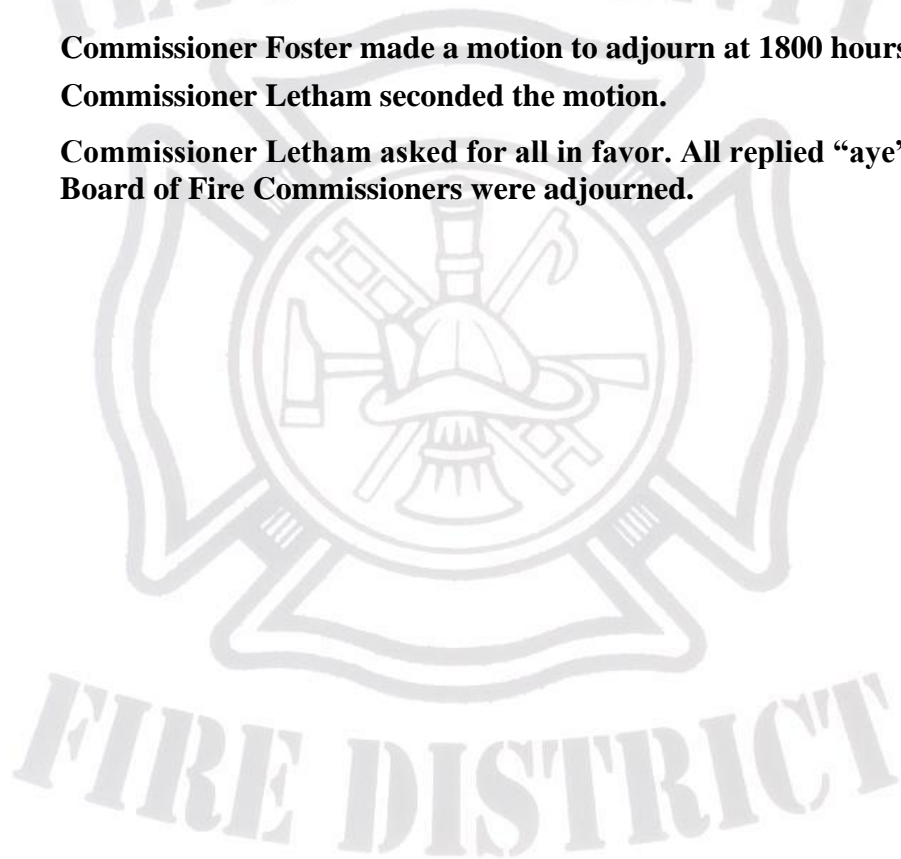 Commissioner Foster made a motion to adjourn at 1800 hours
Commissioner Letham seconded the motion.
Commissioner Letham asked for all in favor. All replied “aye”
Board of Fire Commissioners were adjourned.
FIRE DISTRICT